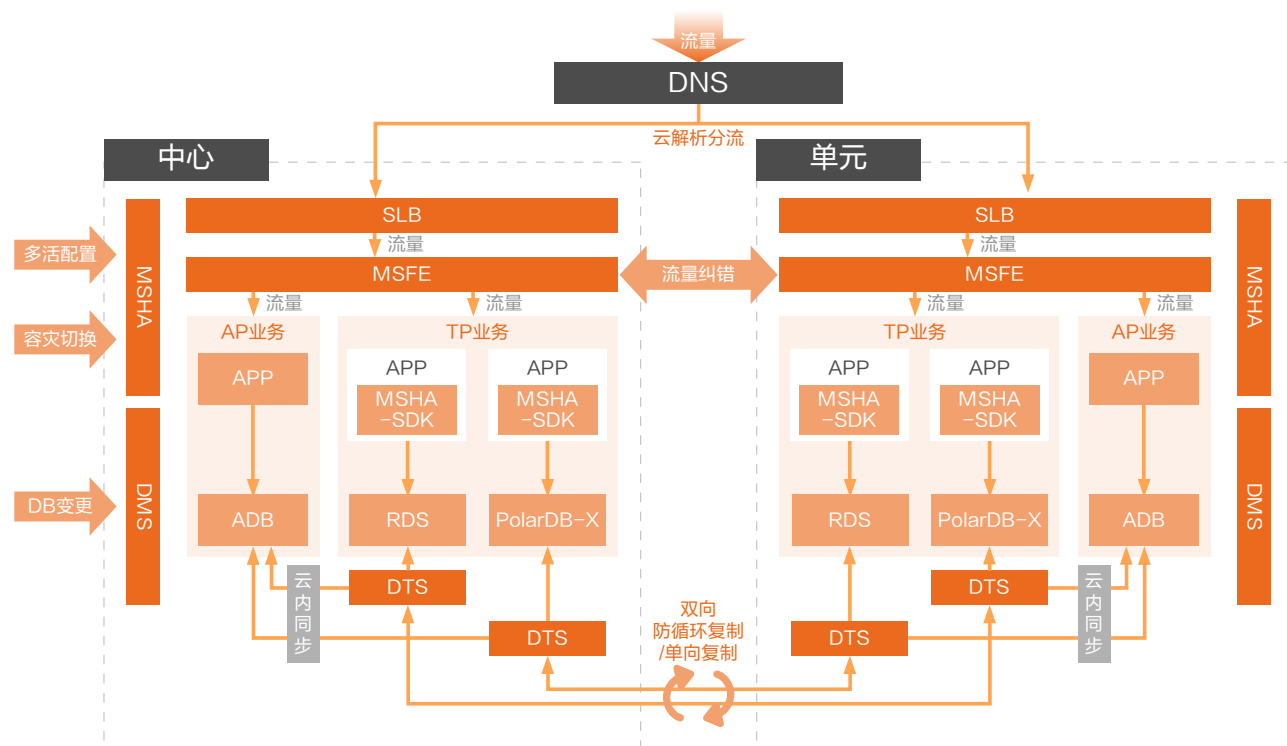 流量
DNS
云解析分流
中心
单元
SLB
SLB
多活配置
流量
流量
MSHA
MSFE
流量纠错
MSFE
MSHA
流量
流量
流量
流量
容灾切换
AP业务
TP业务
TP业务
AP业务
APP
APP
APP
APP
APP
APP
MSHA
-SDK
MSHA
-SDK
MSHA
-SDK
MSHA
-SDK
DB变更
DMS
ADB
RDS
PolarDB-X
RDS
PolarDB-X
ADB
DMS
云内同步
DTS
DTS
云内同步
双向
防循环复制
/单向复制
DTS
DTS